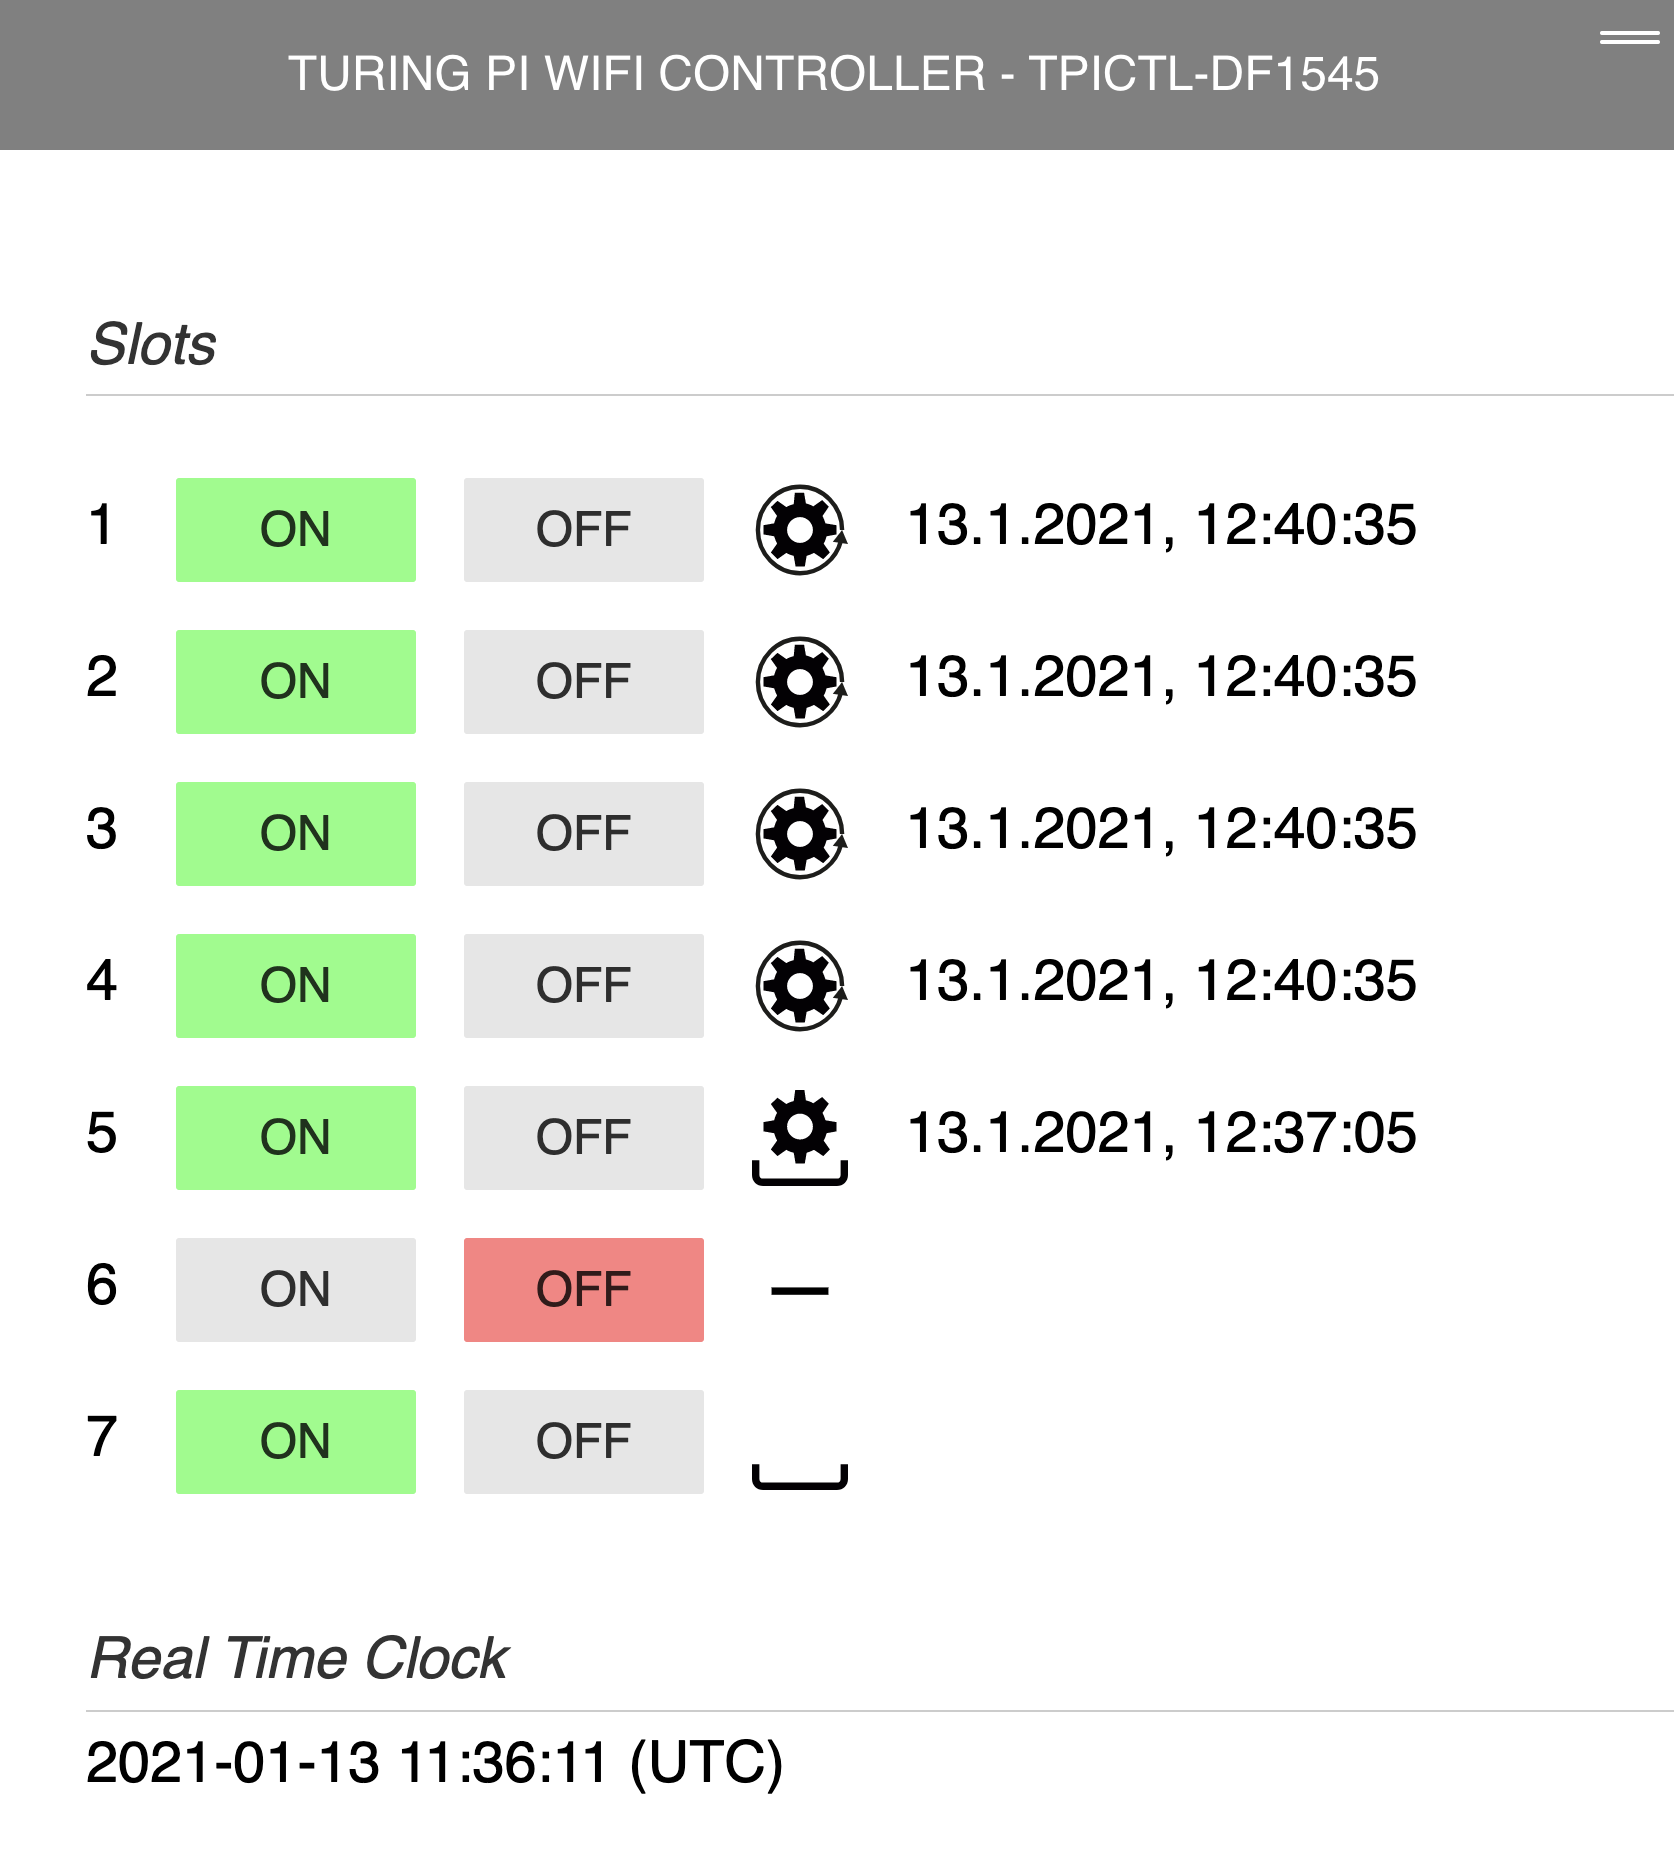 TURING PI WIFI CONTROLLER - TPICTL-DF1545
Slots
1 ON OFF 13.1.2021, 12:40:35
2 ON OFF 13.1.2021, 12:40:35
3 ON OFF 13.1.2021, 12:40:35
4 ON OFF 13.1.2021, 12:40:35
5 ON OFF 13.1.2021, 12:37:05
6 ON OFF —
7 ON OFF
Real Time Clock
2021-01-13 11:36:11 (UTC)